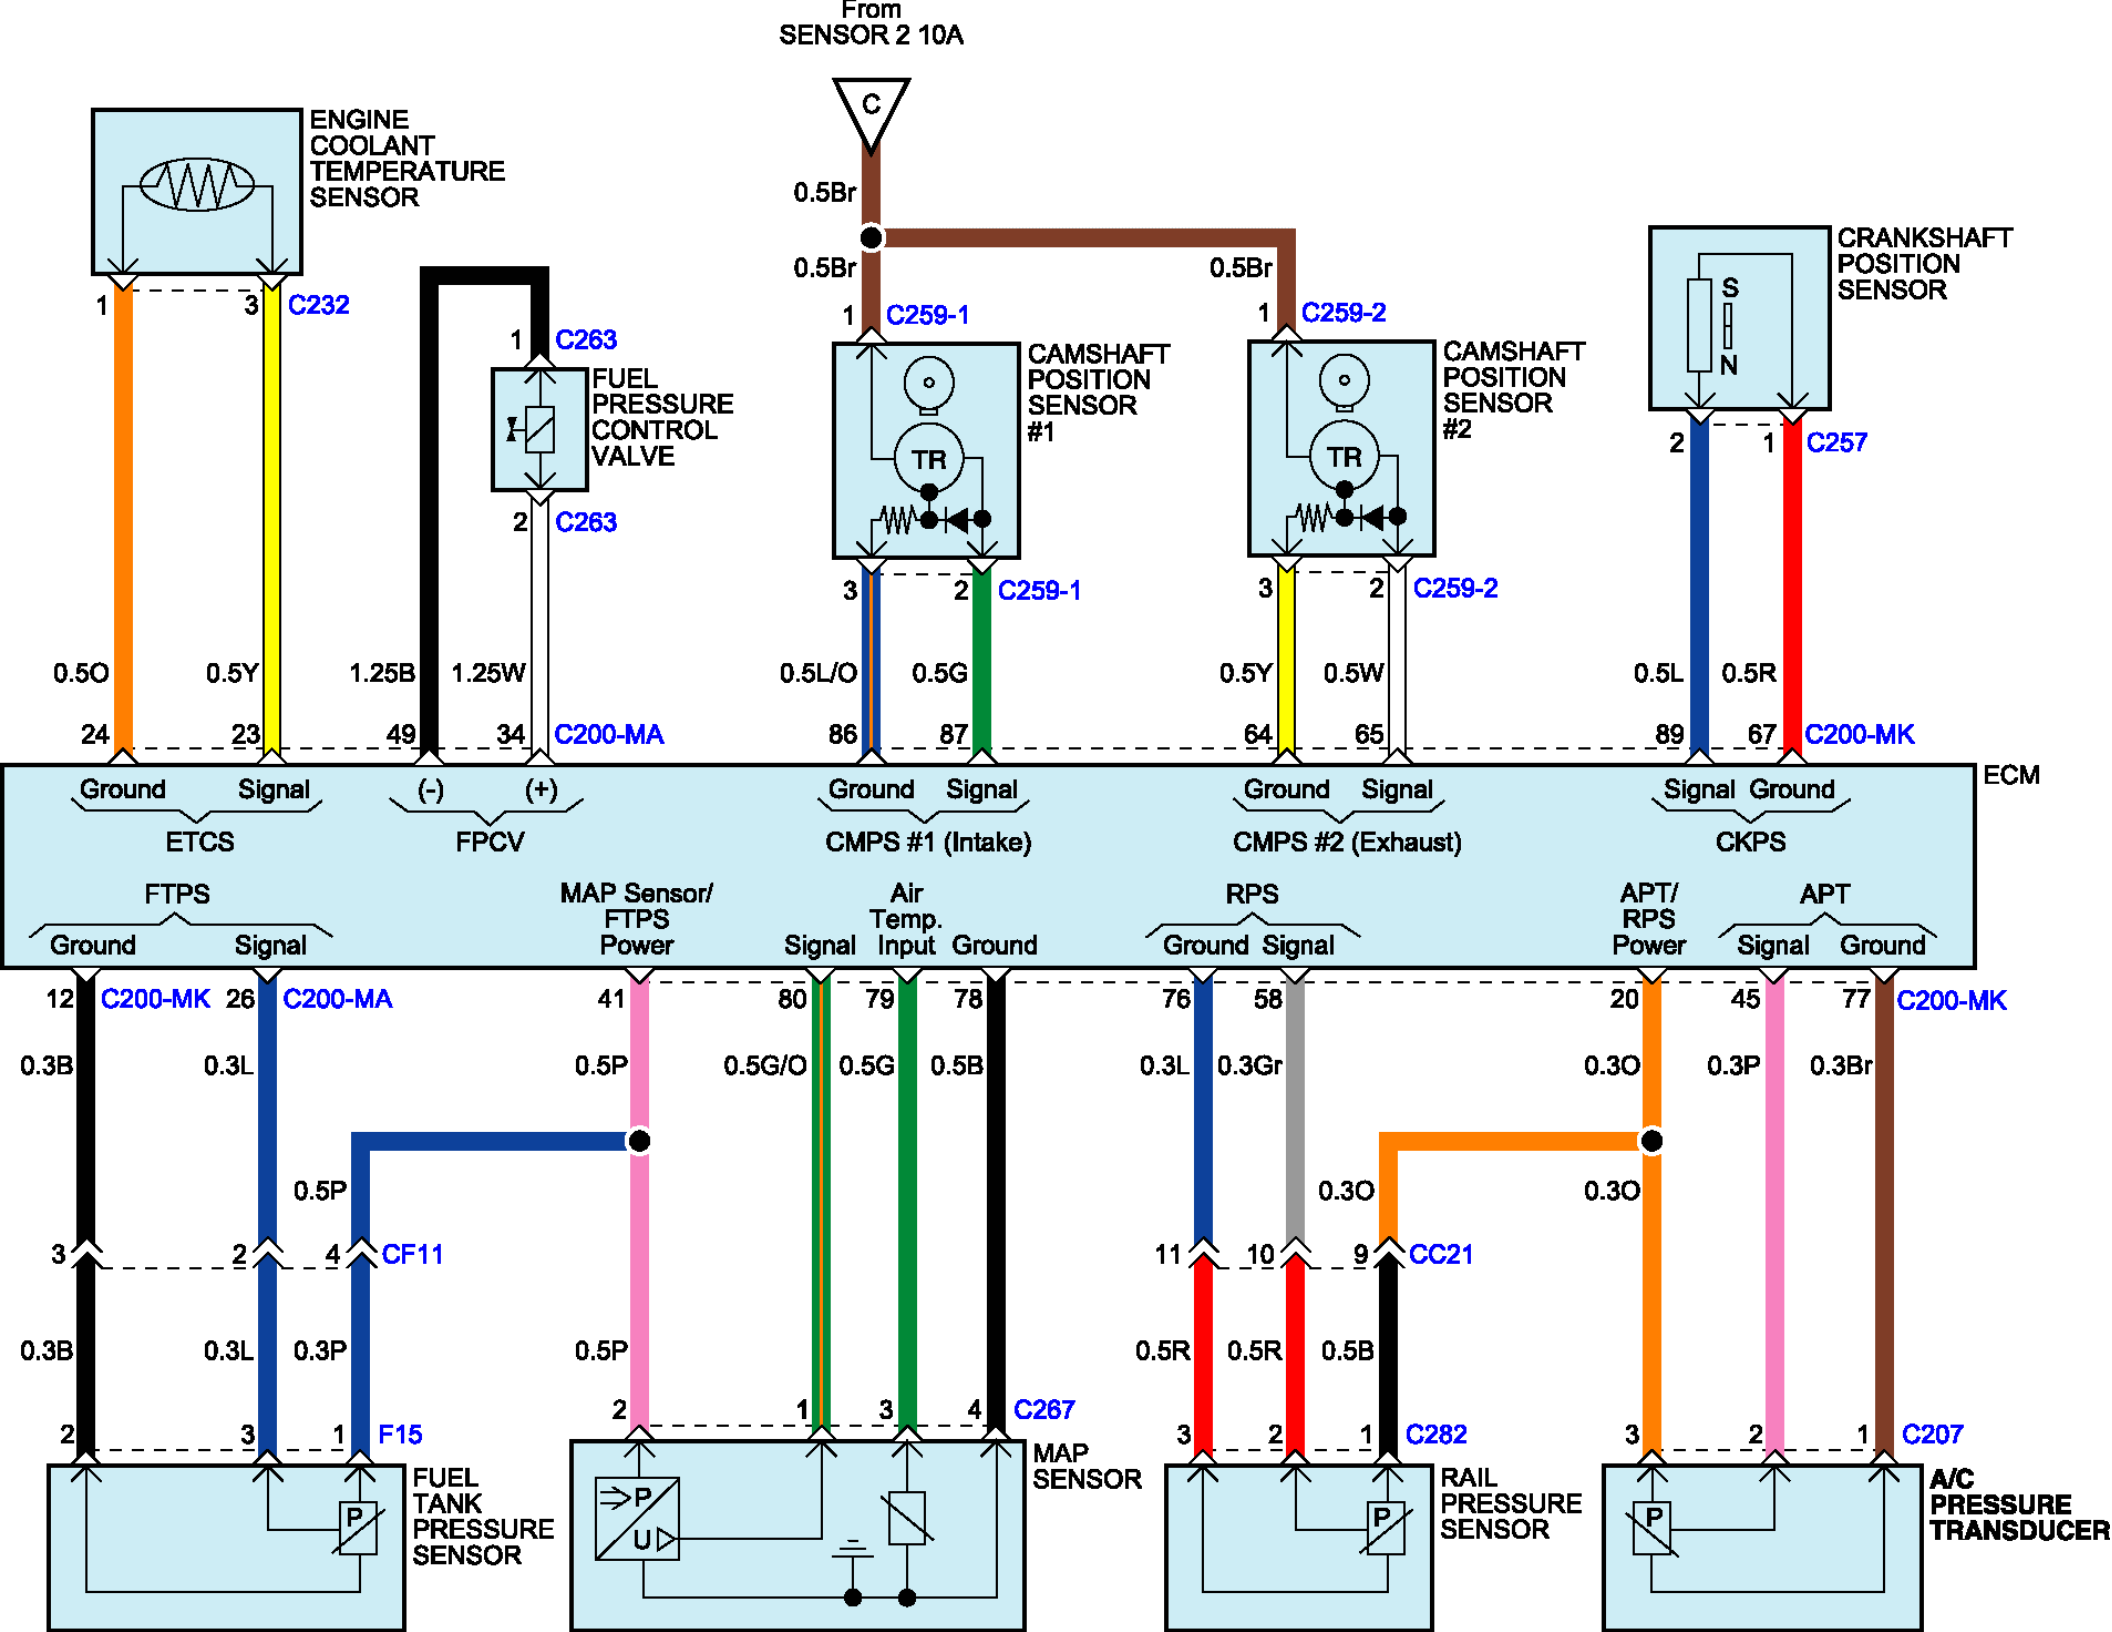 From
SENSOR 2 10A
C
ENGINE
COOLANT
TEMPERATURE
SENSOR
0.5Br
0.5Br
0.5Br
CRANKSHAFT
POSITION
SENSOR
S
N
1
3
C232
1
C263
1
C259-1
1
C259-2
FUEL
PRESSURE
CONTROL
VALVE
CAMSHAFT
POSITION
SENSOR
#1
TR
CAMSHAFT
POSITION
SENSOR
#2
TR
2
1
C257
2
C263
3
2
C259-1
3
2
C259-2
0.5O
0.5Y
1.25B
1.25W
0.5L/O
0.5G
0.5Y
0.5W
0.5L
0.5R
24
23
49
34
C200-MA
86
87
64
65
89
67
C200-MK
ECM
Ground
Signal
(-)
(+)
Ground
Signal
Ground
Signal
Signal
Ground
ETCS
FPCV
CMPS #1 (Intake)
CMPS #2 (Exhaust)
CKPS
FTPS
Ground
Signal
MAP Sensor/
FTPS
Power
Signal
Air
Temp.
Input
Ground
RPS
Ground
Signal
APT/
RPS
Power
APT
Signal
Ground
12
C200-MK
26
C200-MA
41
80
79
78
76
58
20
45
77
C200-MK
0.3B
0.3L
0.5P
0.5G/O
0.5G
0.5B
0.3L
0.3Gr
0.3O
0.3P
0.3Br
0.5P
0.3O
0.3O
3
2
4
CF11
11
10
9
CC21
0.3B
0.3L
0.3P
0.5P
0.5R
0.5R
0.5B
2
3
1
F15
2
1
3
4
C267
3
2
1
C282
3
2
1
C207
FUEL
TANK
PRESSURE
SENSOR
P
MAP
SENSOR
P
U
RAIL
PRESSURE
SENSOR
P
A/C
PRESSURE
TRANSDUCER
P